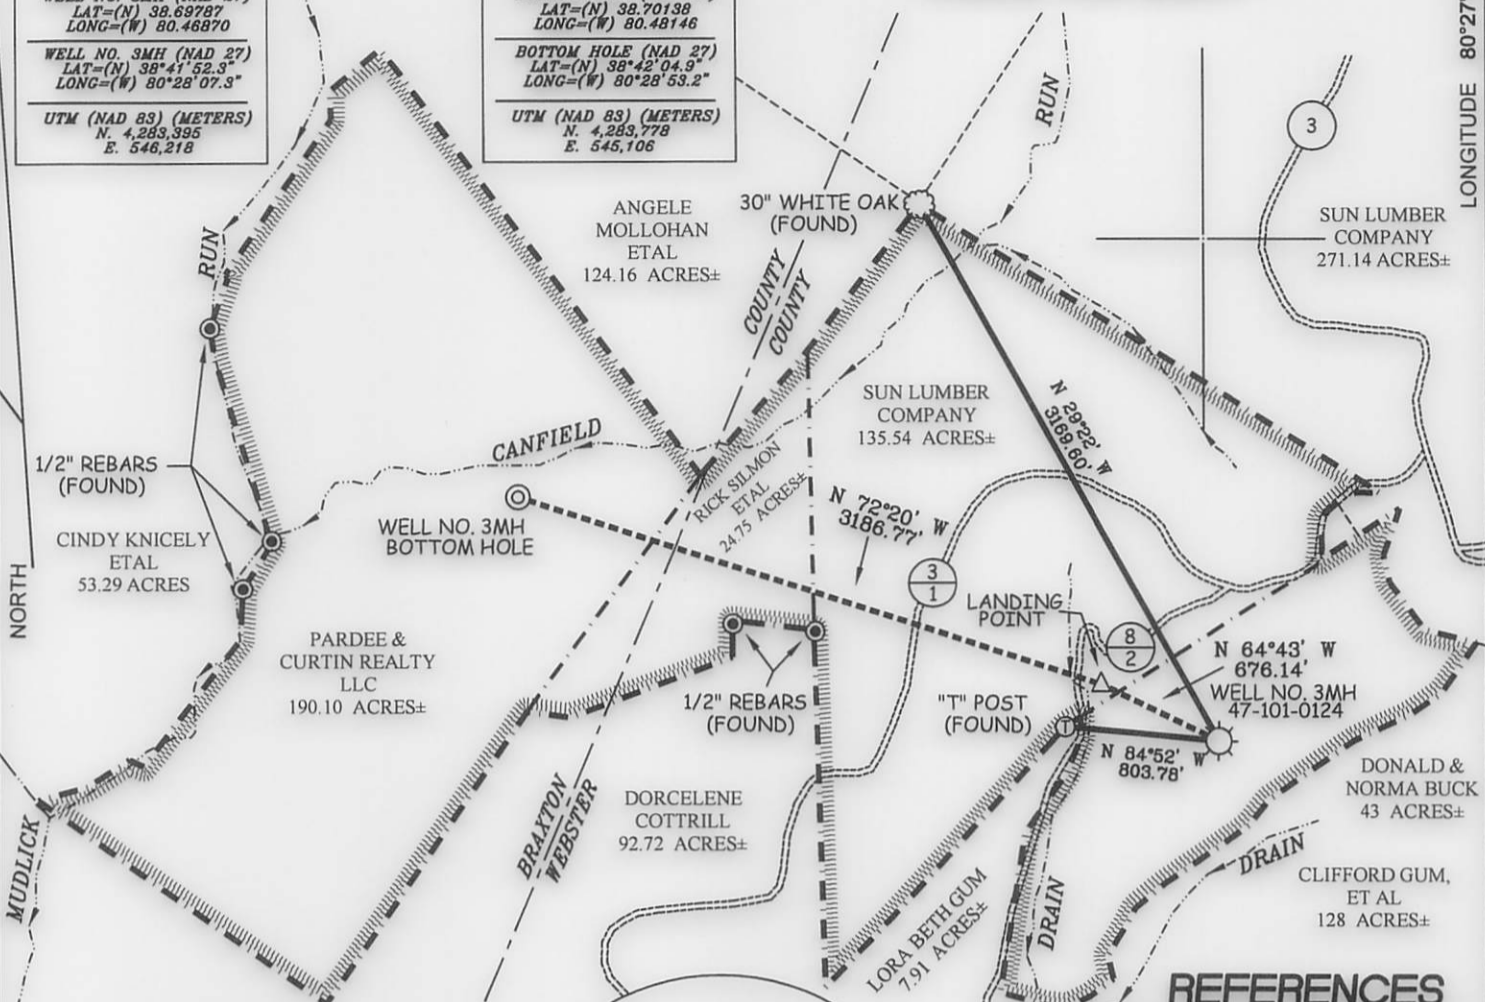 LAT=(N) 38.69787
LONG=(W) 80.46870
WELL NO. 3MH (NAD 27)
LAT=(N) 38°41'52.3"
LONG=(W) 80°28'07.3"
UTM (NAD 83) (METERS)
N. 4,283,395
E. 546,218
LAT=(N) 38.70138
LONG=(W) 80.48146
BOTTOM HOLE (NAD 27)
LAT=(N) 38°42'04.9"
LONG=(W) 80°28'53.2"
UTM (NAD 83) (METERS)
N. 4,283,778
E. 545,106
LONGITUDE 80°27'
RUN
3
SUN LUMBER
COMPANY
271.14 ACRES±
ANGELE
MOLLOHAN
ETAL
124.16 ACRES±
30" WHITE OAK
(FOUND)
RUN
COUNTY
COUNTY
SUN LUMBER
COMPANY
135.54 ACRES±
N 29°22' W
3169.60'
CANFIELD
1/2" REBARS
(FOUND)
RICK SILMON
ETAL
24.75 ACRES±
N 72°20' W
3186.77'
WELL NO. 3MH
BOTTOM HOLE
CINDY KNICELY
ETAL
53.29 ACRES
NORTH
3
1
LANDING
POINT
8
2
PARDEE &
CURTIN REALTY
LLC
190.10 ACRES±
N 64°43' W
676.14'
WELL NO. 3MH
47-101-0124
1/2" REBARS
(FOUND)
"T" POST
(FOUND)
T
N 84°52' W
803.78'
BRAXTON
WEBSTER
DORCELENE
COTTRILL
92.72 ACRES±
DONALD &
NORMA BUCK
43 ACRES±
MUDLICK
DRAIN
CLIFFORD GUM,
ET AL
128 ACRES±
LORA BETH GUM
7.91 ACRES±
DRAIN
REFERENCES